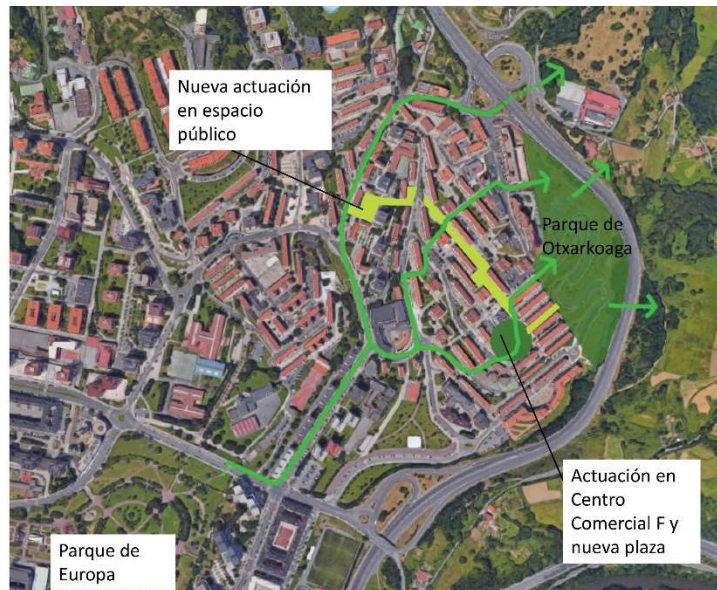 Nueva actuación
en espacio
público
Parque de
Otxarkoaga
Actuación en
Centro
Comercial F y
nueva plaza
Parque de
Europa